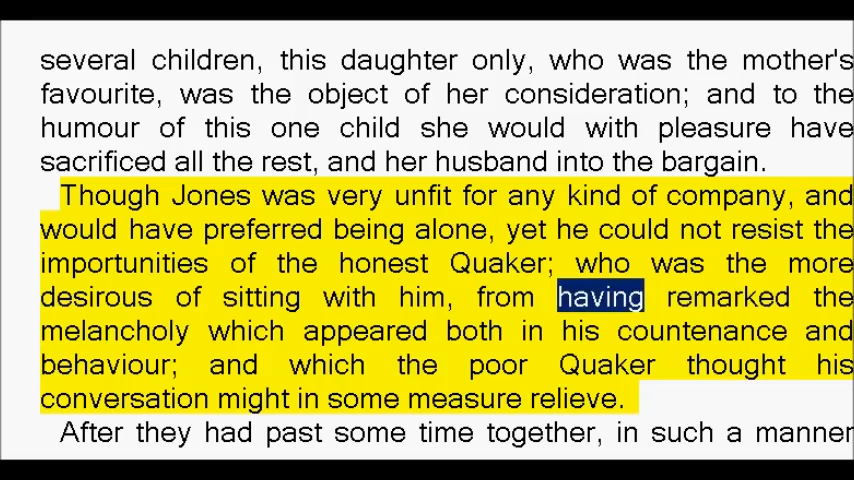 several children, this daughter only, who was the mother's
favourite, was the object of her consideration; and to the
humour of this one child she would with pleasure have
sacrificed all the rest, and her husband into the bargain.
Though Jones was very unfit for any kind of company, and
would have preferred being alone, yet he could not resist the
importunities of the honest Quaker; who was the more
desirous of sitting with him, from having remarked the
melancholy which appeared both in his countenance and
behaviour; and which the poor Quaker thought his
conversation might in some measure relieve.
After they had past some time together, in such a manner